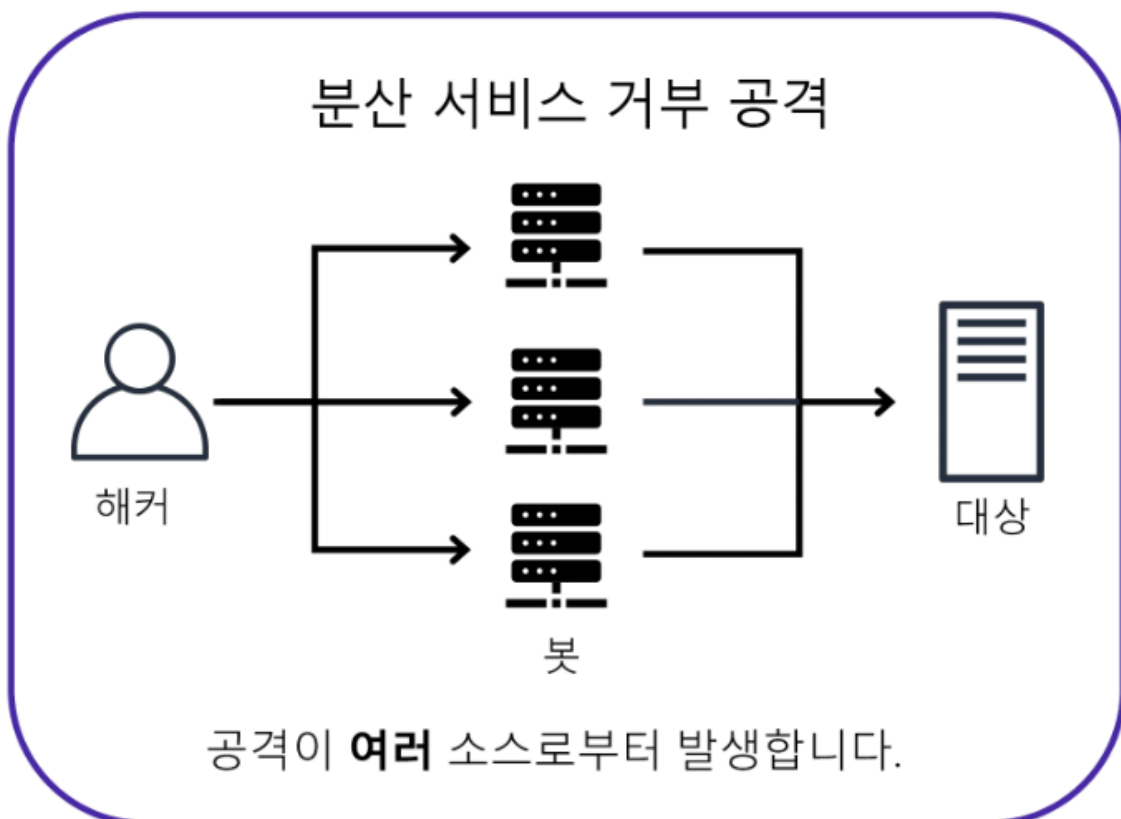 분산 서비스 거부 공격
해커
대상
봇
공격이 여러 소스로부터 발생합니다.